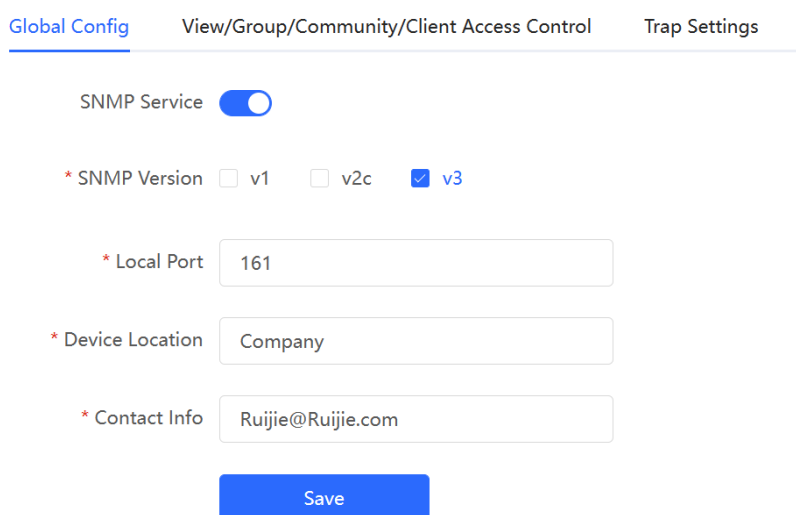 Global Config View/Group/Community/Client Access Control Trap Settings
SNMP Service
* SNMP Version v1 v2c v3
* Local Port 161
* Device Location Company
* Contact Info Ruijie@Ruijie.com
Save